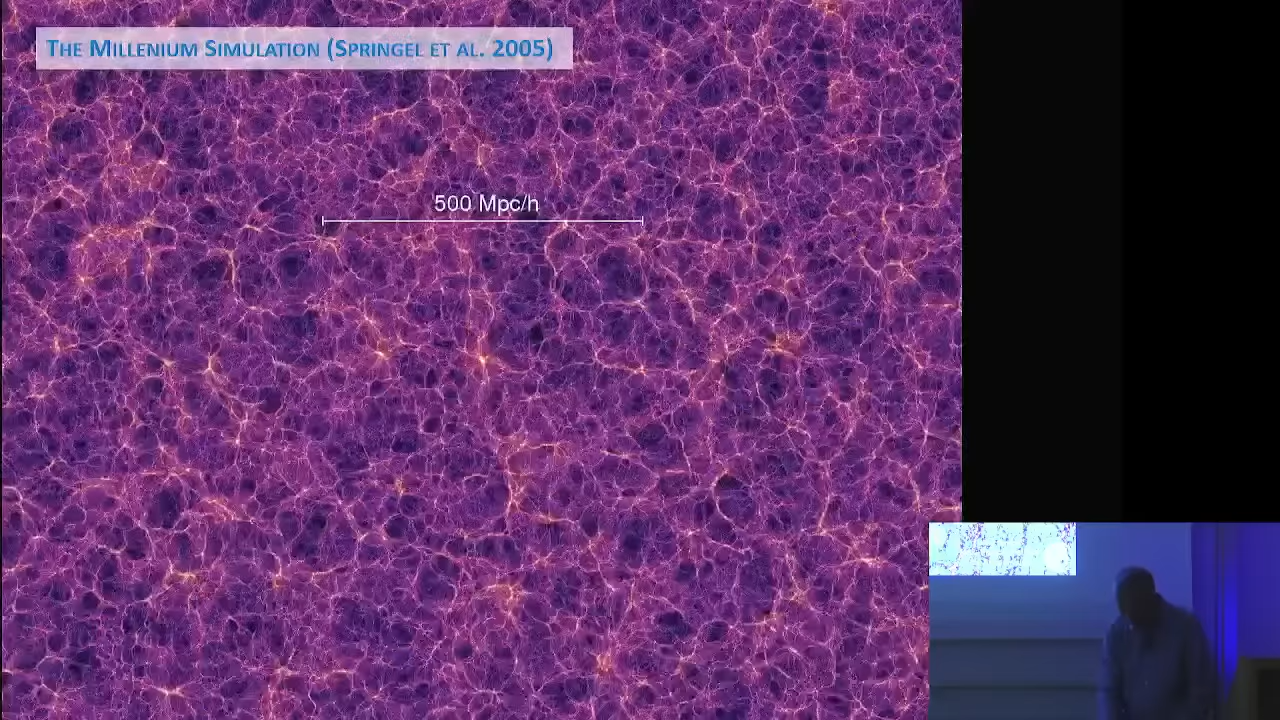 THE MILLENIUM SIMULATION (SPRINGEL ET AL. 2005)
500 Mpc/h